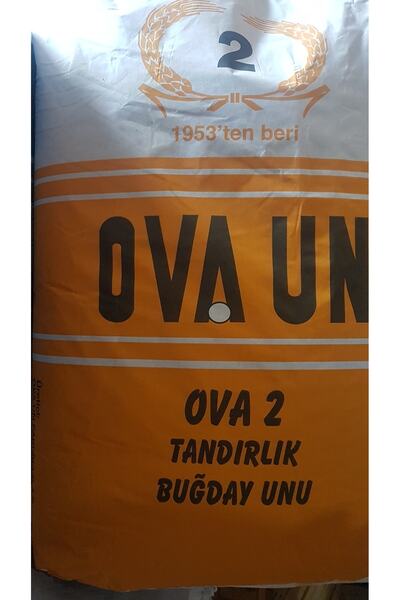 2
1953'ten beri
OVA UN
OVA 2
TANDIRLIK
BUĞDAY UNU